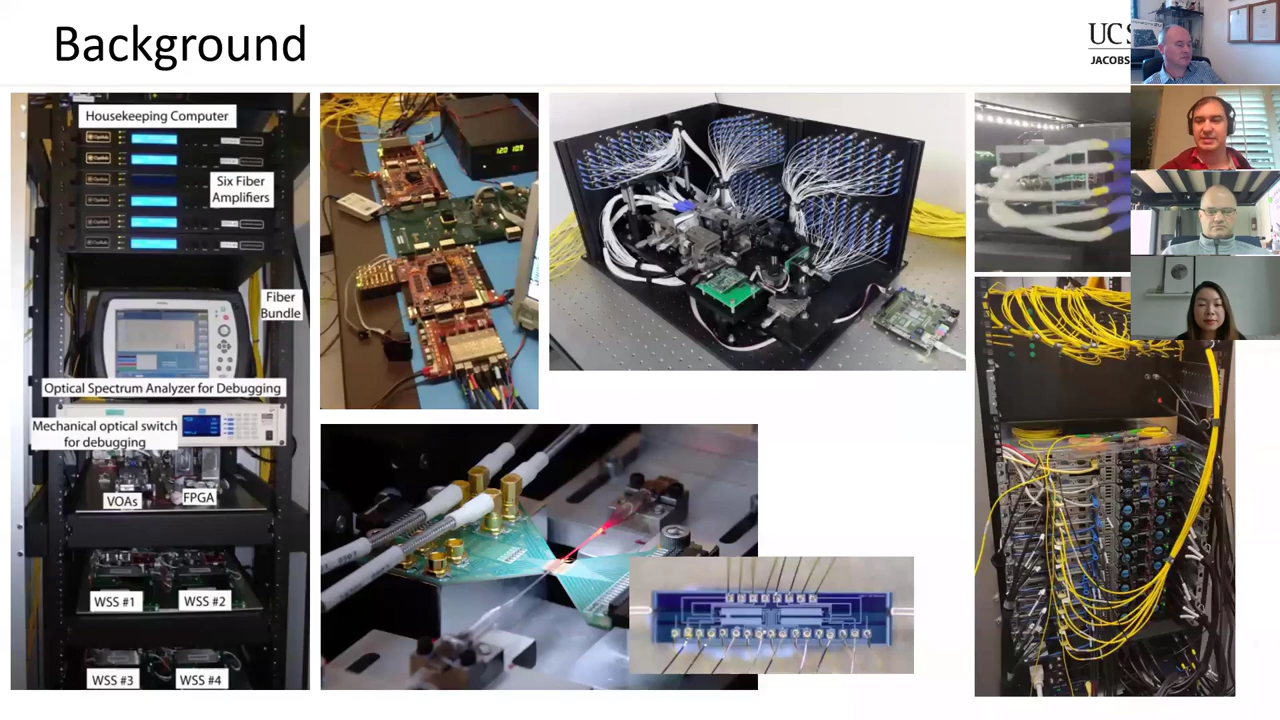 Background
UC
JACOBS
Housekeeping Computer
Six Fiber
Amplifiers
Fiber
Bundle
Optical Spectrum Analyzer for Debugging
Mechanical optical switch
for debugging
VOAs
FPGA
WSS #1
WSS #2
WSS #3
WSS #4